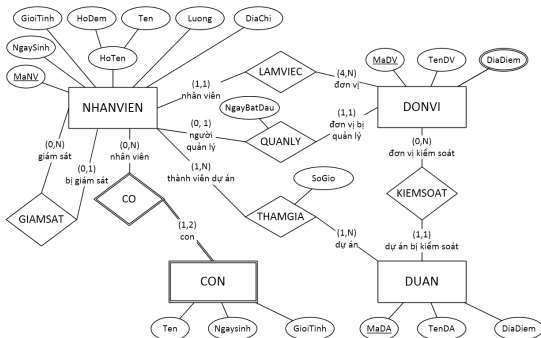 GioiTinh
HoDem
Ten
Luong
DiaChi
NgaySinh
HoTen
MaNV
NHANVIEN
(1,1)
nhân viên
LAMVIEC
(4,N)
đơn vị
MaDV
TenDV
DiaDiem
DONVI
NgayBatDau
(0, 1)
người
quản lý
QUANLY
(1,1)
đơn vị bị
quản lý
(0,N)
giám sát
(0,1)
bị giám sát
(0,N)
nhân viên
(1,N)
thành viên dự án
GIAMSAT
CO
SoGio
THAMGIA
(0,N)
đơn vị kiểm soát
KIEMSOAT
(1,2)
con
(1,N)
dự án
(1,1)
dự án bị kiểm soát
CON
DUAN
Ten
Ngaysinh
GioiTinh
MaDA
TenDA
DiaDiem